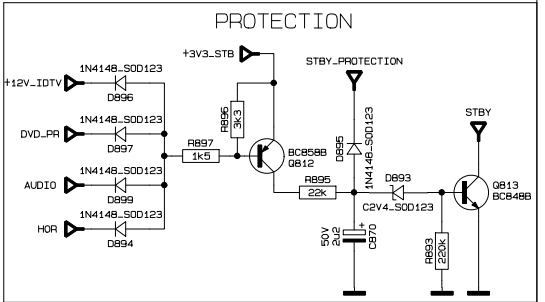 PROTECTION
+3V3_STB
STBY_PROTECTION
+12V_IDTV
1N4148_SOD123
D896
DVD_PR
1N4148_SOD123
D897
AUDIO
1N4148_SOD123
D899
HOR
1N4148_SOD123
D894
R897
1k5
R896
3k3
BC858B
Q812
R895
22k
D895
1N4148_SOD123
D893
C2V4_SOD123
50V
2u2
+
C870
R893
220k
STBY
Q813
BC848B